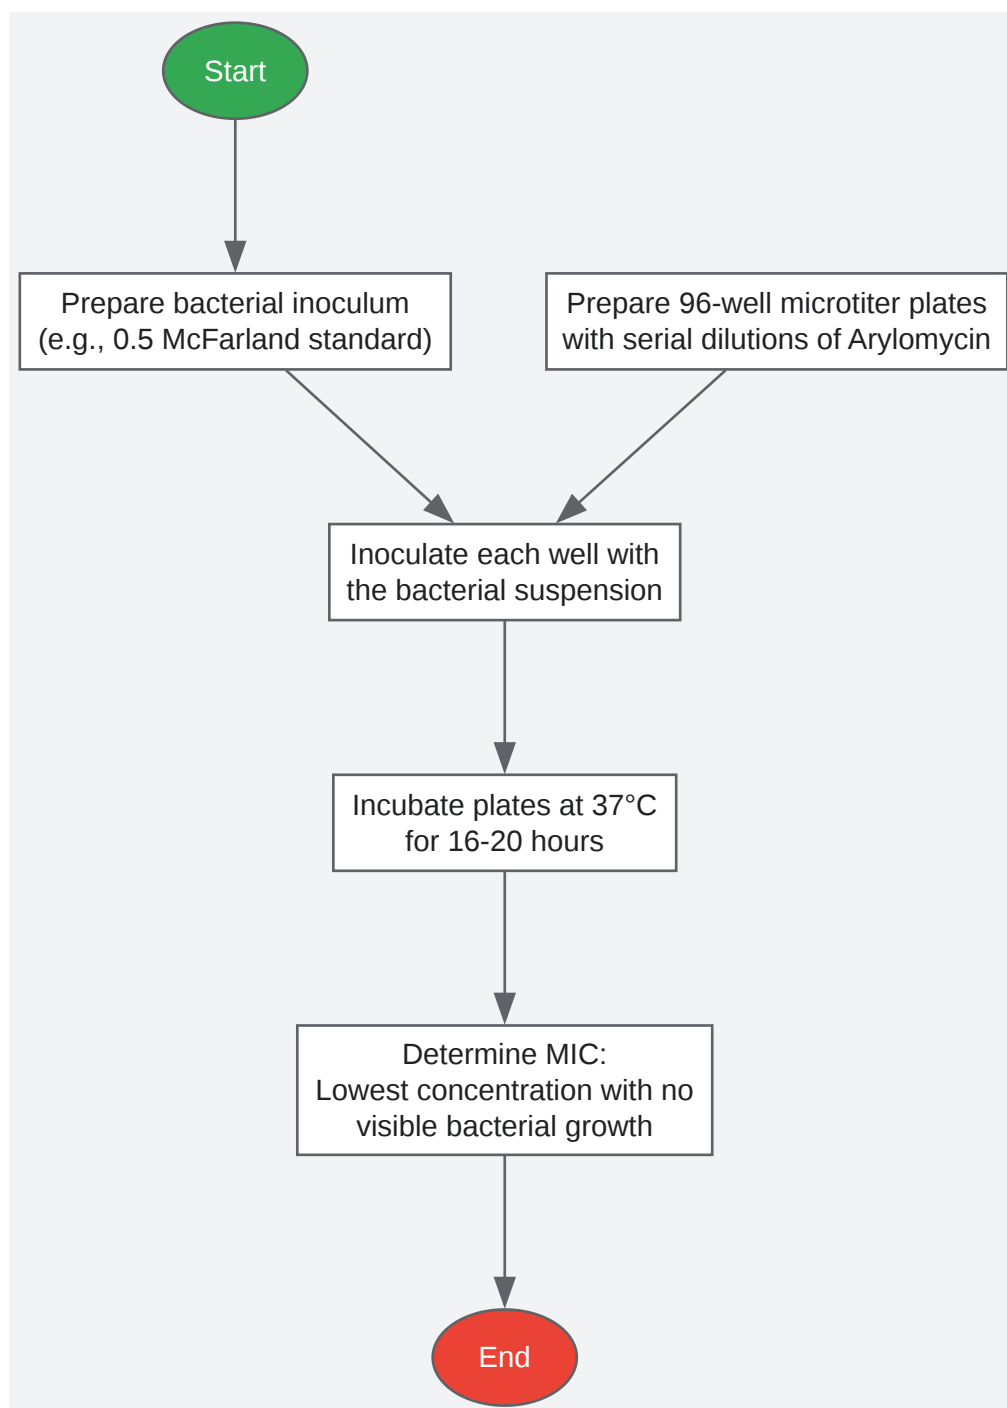 Start
Prepare bacterial inoculum
(e.g., 0.5 McFarland standard)
Prepare 96-well microtiter plates
with serial dilutions of Arylomycin
Inoculate each well with
the bacterial suspension
Incubate plates at 37°C
for 16-20 hours
Determine MIC:
Lowest concentration with no
visible bacterial growth
End